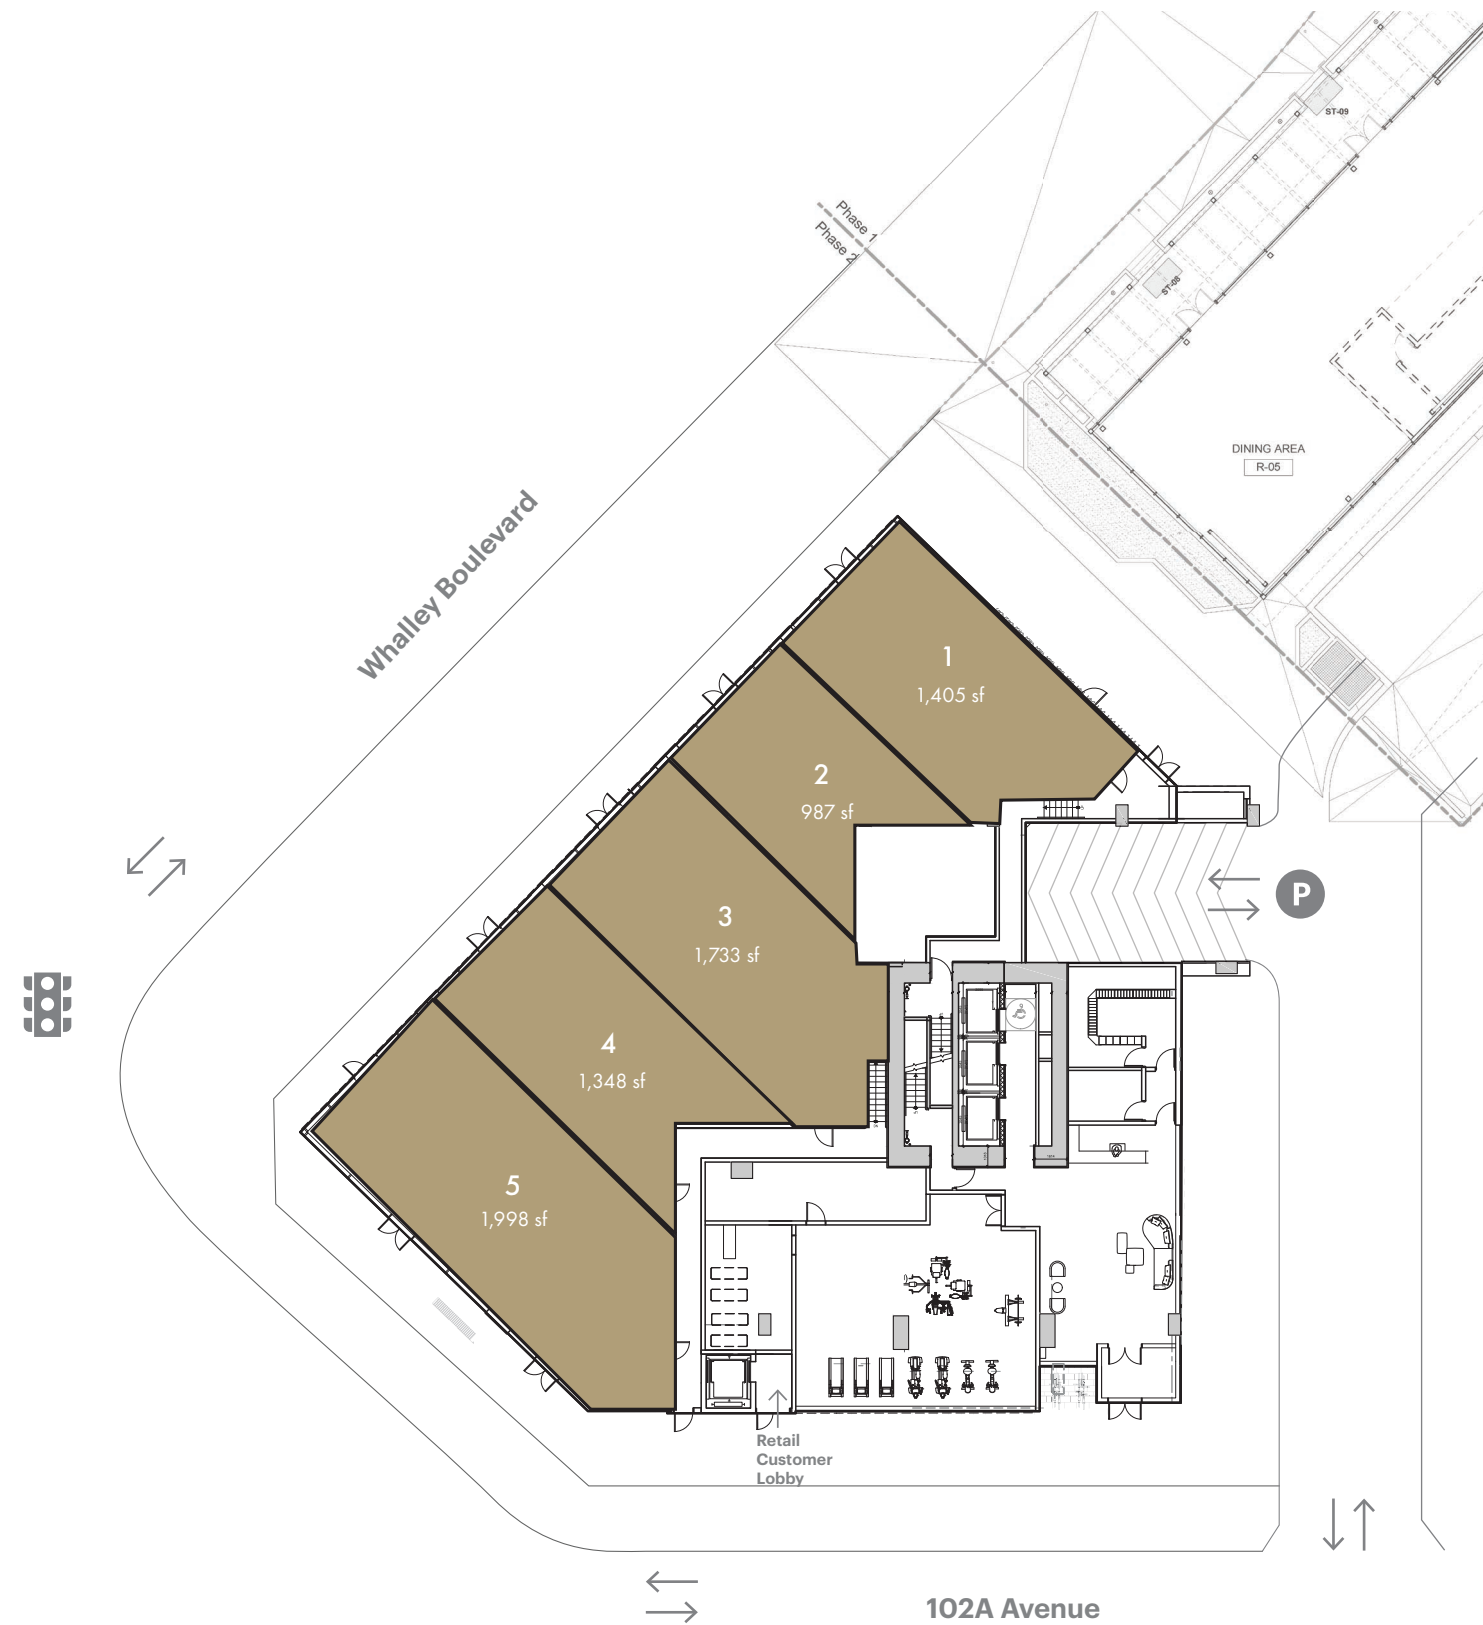 ST-09
Phase 1
Phase 2
ST-08
DINING AREA
R-05
Whalley Boulevard
1
1,405 sf
2
987 sf
3
1,733 sf
P
4
1,348 sf
5
1,998 sf
Retail
Customer
Lobby
102A Avenue